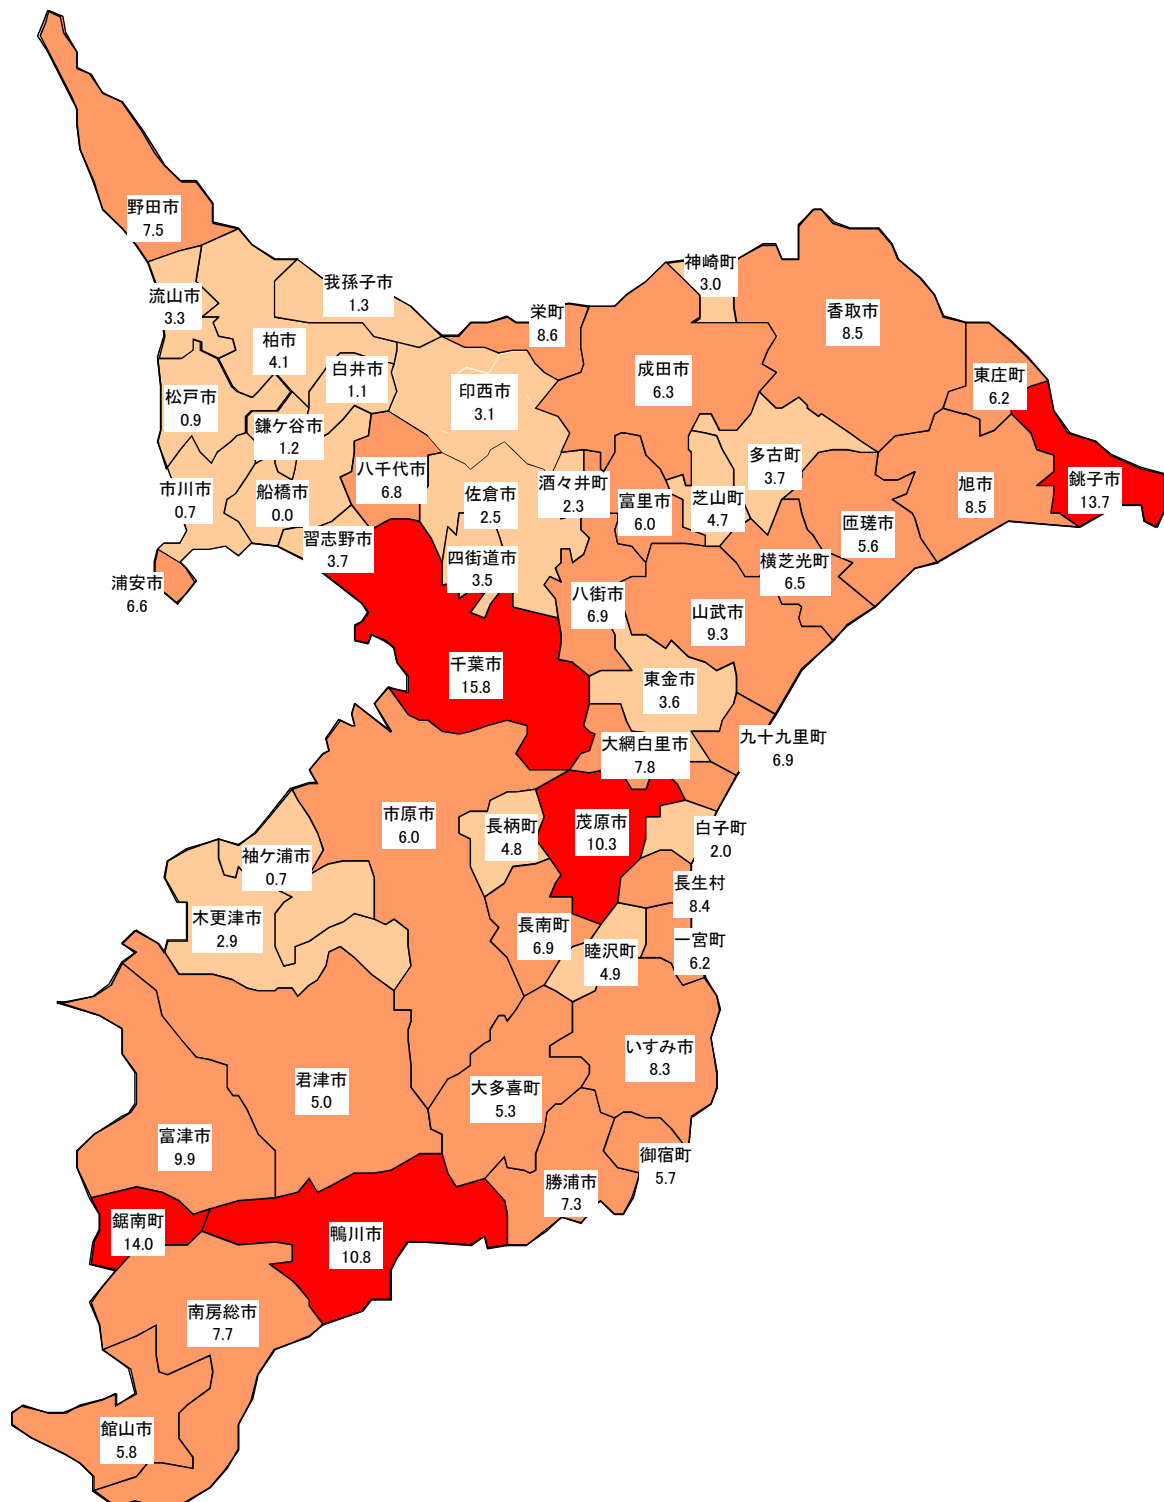 野田市
7.5
流山市
3.3
我孫子市
1.3
柏市
4.1
白井市
1.1
松戸市
0.9
鎌ケ谷市
1.2
市川市
0.7
船橋市
0.0
習志野市
3.7
浦安市
6.6
八千代市
6.8
印西市
3.1
栄町
8.6
成田市
6.3
神崎町
3.0
香取市
8.5
東庄町
6.2
銚子市
13.7
旭市
8.5
匝瑳市
5.6
多古町
3.7
芝山町
4.7
横芝光町
6.5
富里市
6.0
酒々井町
2.3
佐倉市
2.5
四街道市
3.5
八街市
6.9
山武市
9.3
千葉市
15.8
東金市
3.6
九十九里町
6.9
大網白里市
7.8
市原市
6.0
長柄町
4.8
茂原市
10.3
白子町
2.0
長生村
8.4
一宮町
6.2
長南町
6.9
睦沢町
4.9
袖ケ浦市
0.7
木更津市
2.9
君津市
5.0
富津市
9.9
いすみ市
8.3
大多喜町
5.3
御宿町
5.7
勝浦市
7.3
鋸南町
14.0
鴨川市
10.8
南房総市
7.7
館山市
5.8